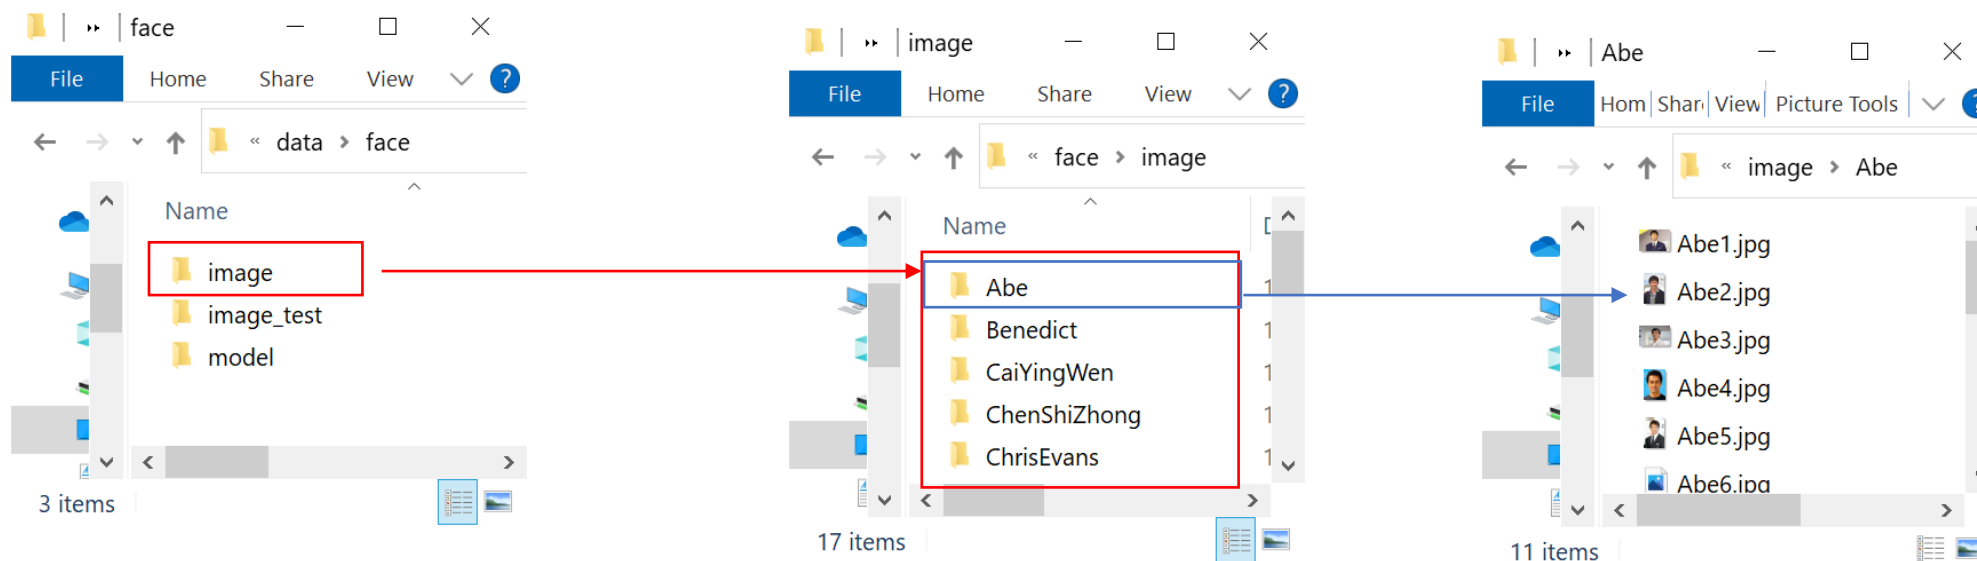 face
File Home Share View ?
« data > face
Name
image
image_test
model
3 items
image
File Home Share View ?
« face > image
Name
Abe
Benedict
CaiYingWen
ChenShiZhong
ChrisEvans
17 items
Abe
File Hom Shar View Picture Tools ?
« image > Abe
Abe1.jpg
Abe2.jpg
Abe3.jpg
Abe4.jpg
Abe5.jpg
Abe6.jpg
11 items